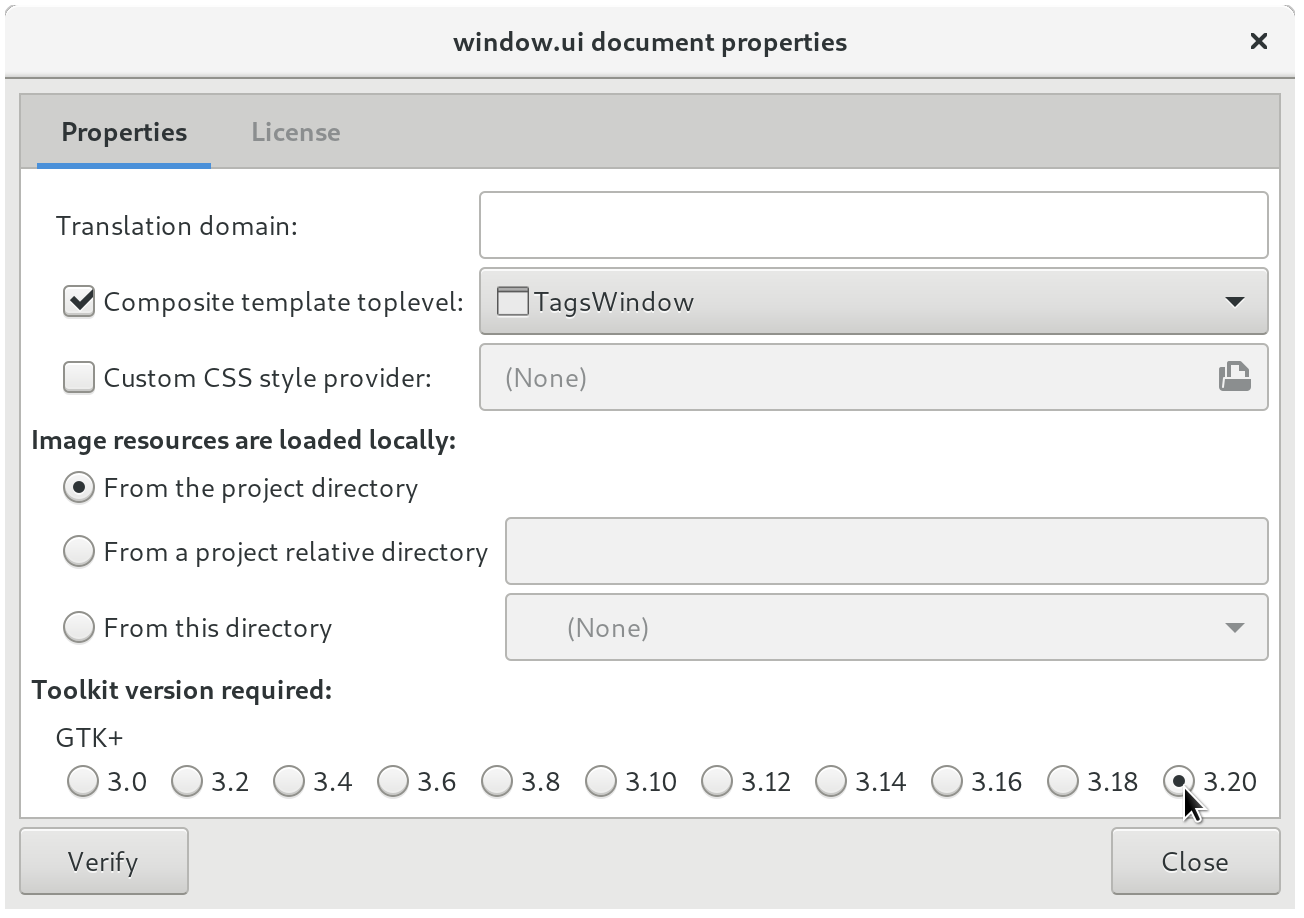 window.ui document properties
Properties License
Translation domain:
Composite template toplevel: TagsWindow
Custom CSS style provider: (None)
Image resources are loaded locally:
From the project directory
From a project relative directory
From this directory (None)
Toolkit version required:
GTK+
3.0 3.2 3.4 3.6 3.8 3.10 3.12 3.14 3.16 3.18 3.20
Verify Close